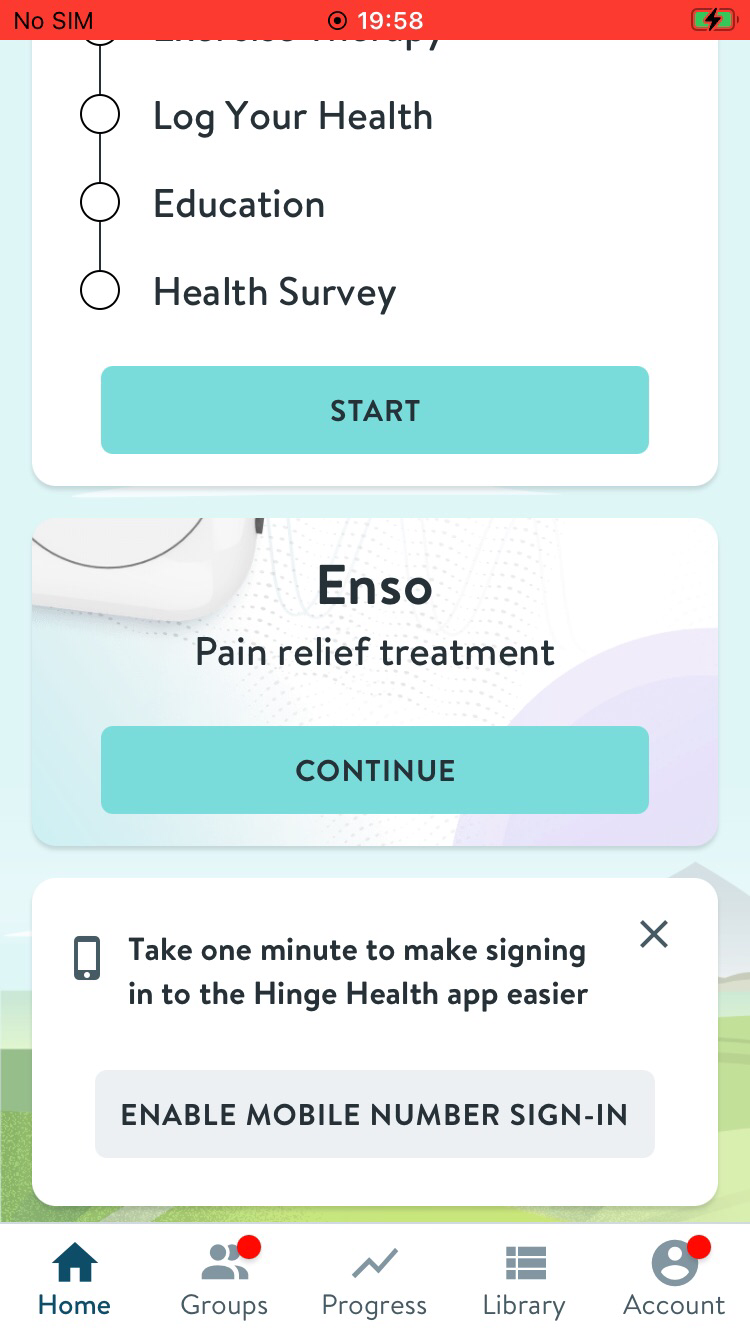 No SIM
19:58
Exercise Therapy
Log Your Health
Education
Health Survey
START
Enso
Pain relief treatment
CONTINUE
Take one minute to make signing
in to the Hinge Health app easier
ENABLE MOBILE NUMBER SIGN-IN
Home
Groups
Progress
Library
Account